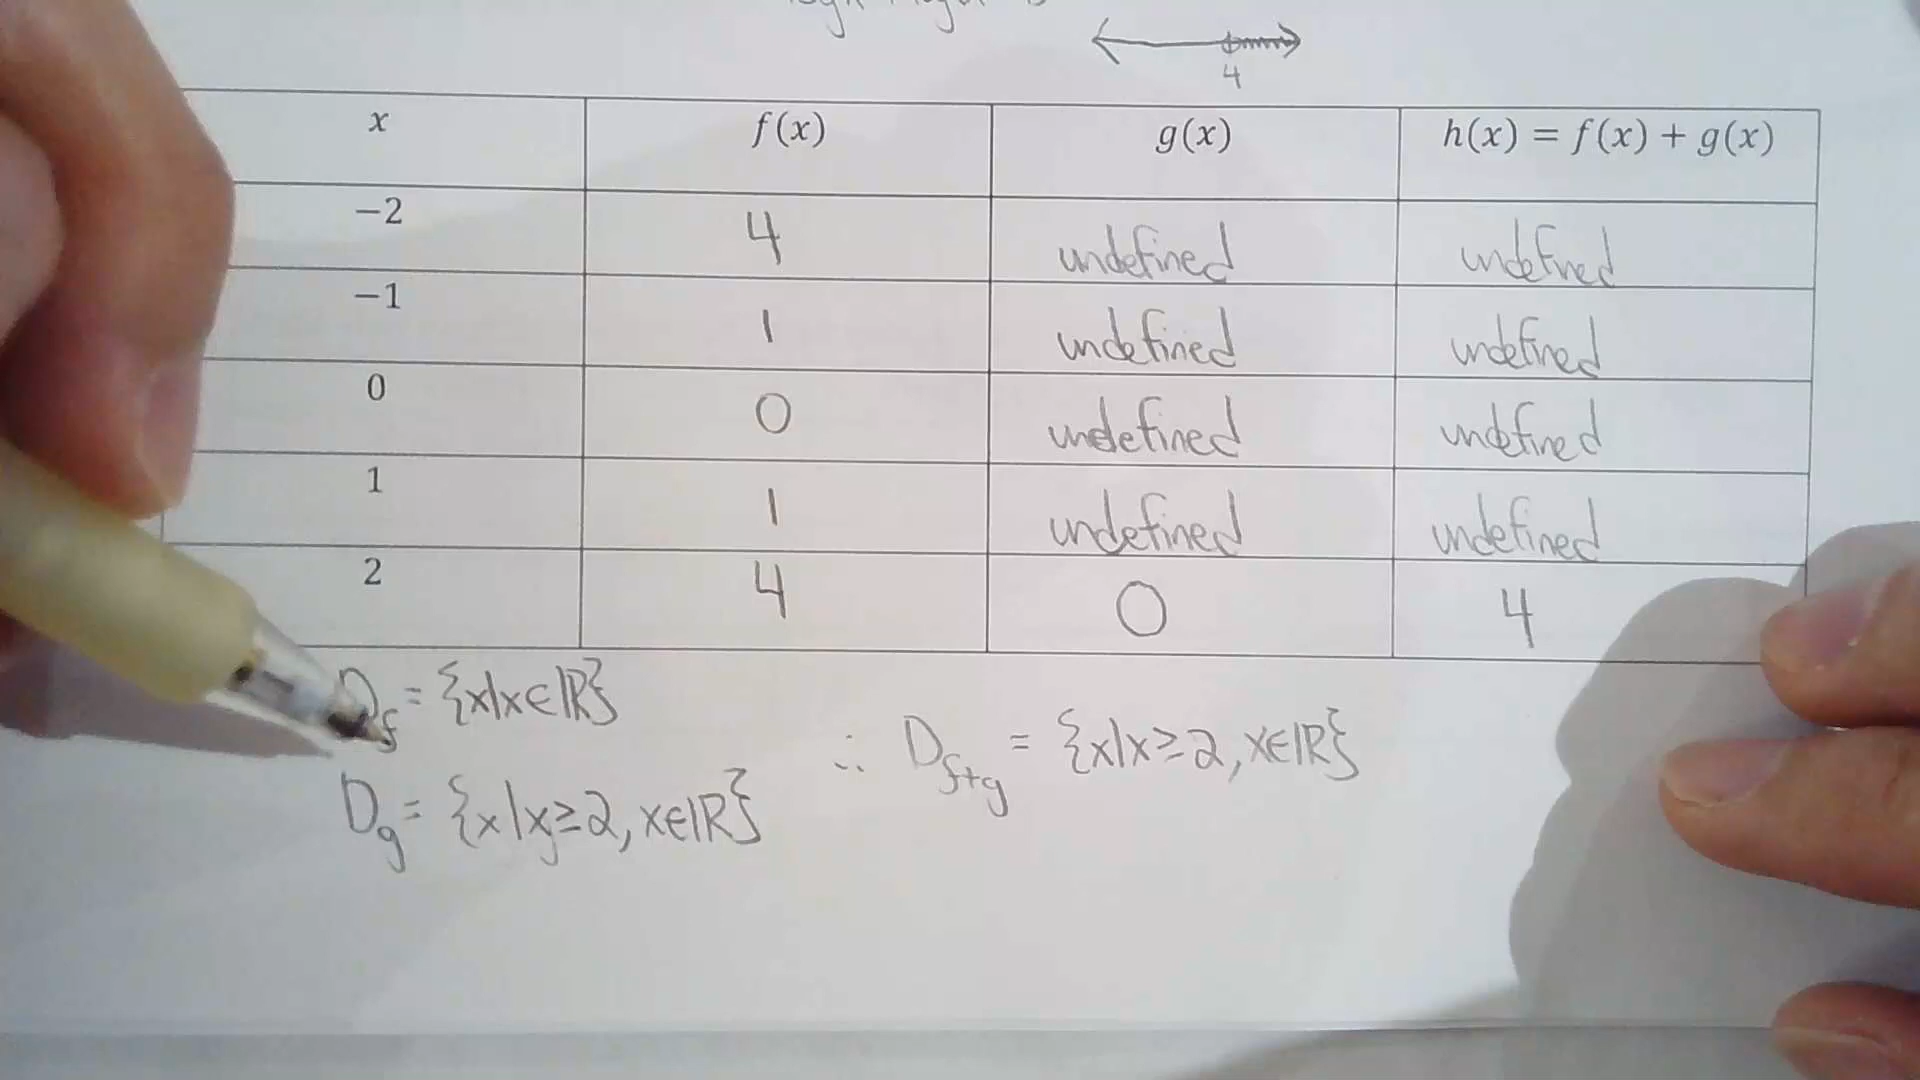 4
x f(x) g(x) h(x) = f(x) + g(x)
−2 4 undefined undefined
−1 1 undefined undefined
0 0 undefined undefined
1 1 undefined undefined
2 4 0 4
D_f = {x|x∈ℝ}
∴ D_f+g = {x|x≥2, x∈ℝ}
D_g = {x|x≥2, x∈ℝ}